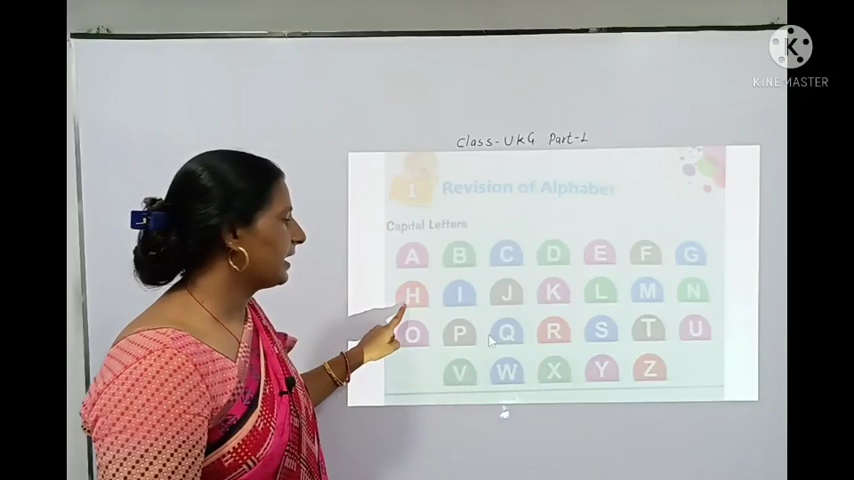 KINEMASTER
Class-UKG Part-1
1 Revision of Alphabet
Capital Letters
A B C D E F G
H I J K L M N
O P Q R S T U
V W X Y Z